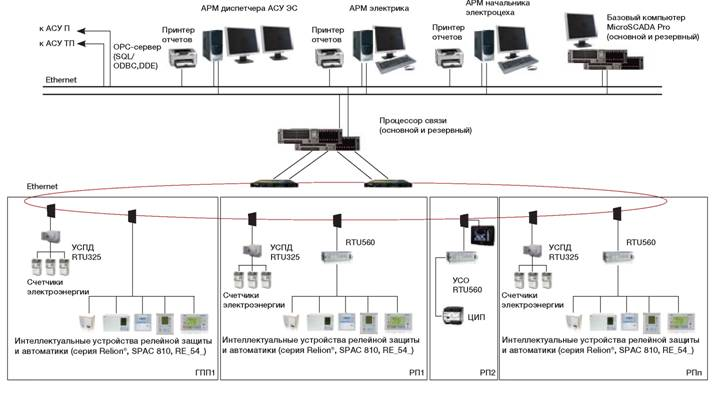 АРМ диспетчера АСУ ЭС
АРМ электрика
АРМ начальника
электроцеха
Базовый компьютер
MicroSCADA Pro
(основной и резервный)
к АСУ П
к АСУ ТП
OPC-сервер
(SQL/
ODBC,DDE)
Принтер
отчетов
Принтер
отчетов
Принтер
отчетов
Ethernet
Процессор связи
(основной и резервный)
Ethernet
УСПД
RTU325
Счетчики
электроэнергии
Интеллектуальные устройства релейной защиты
и автоматики (серия Relion®, SPAC 810, RE_54_)
ГПП1
УСПД
RTU325
RTU560
Счетчики
электроэнергии
Интеллектуальные устройства релейной защиты
и автоматики (серия Relion®, SPAC 810, RE_54_)
РП1
УСО
RTU560
ЦИП
РП2
УСПД
RTU325
RTU560
Счетчики
электроэнергии
Интеллектуальные устройства релейной защиты
и автоматики (серия Relion®, SPAC 810, RE_54_)
РПn